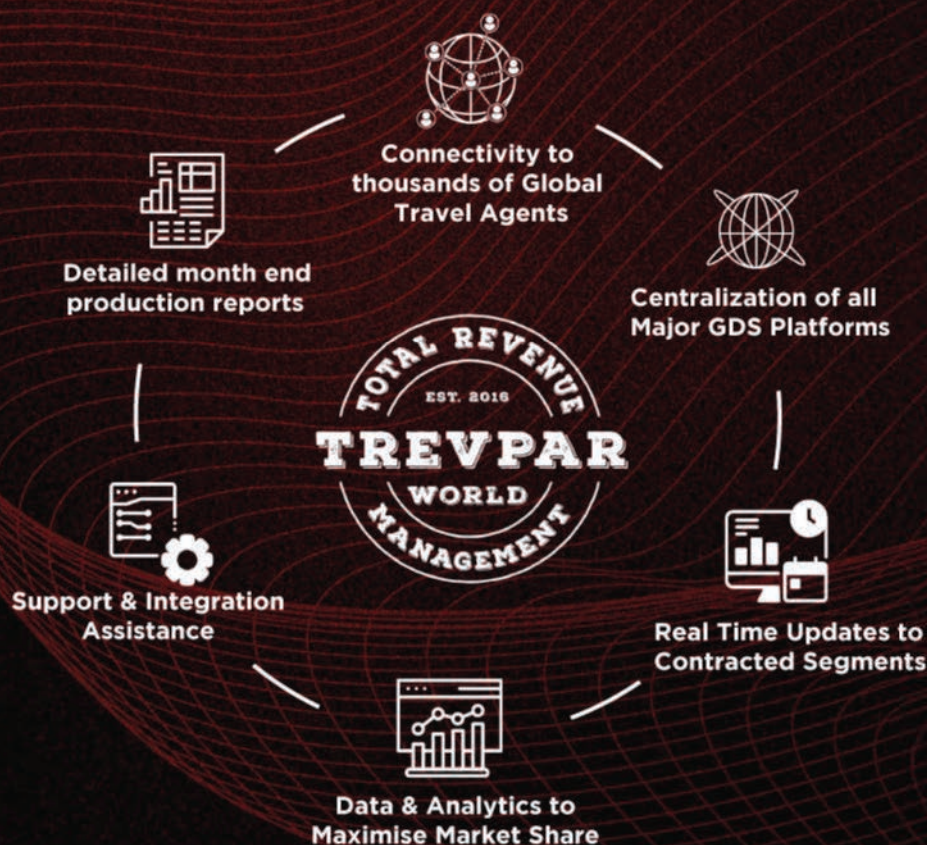 Connectivity to
thousands of Global
Travel Agents
Detailed month end
production reports
Centralization of all
Major GDS Platforms
TOTAL REVENUE
EST. 2016
TREVPAR
WORLD
MANAGEMENT
Support & Integration
Assistance
Real Time Updates to
Contracted Segments
Data & Analytics to
Maximise Market Share